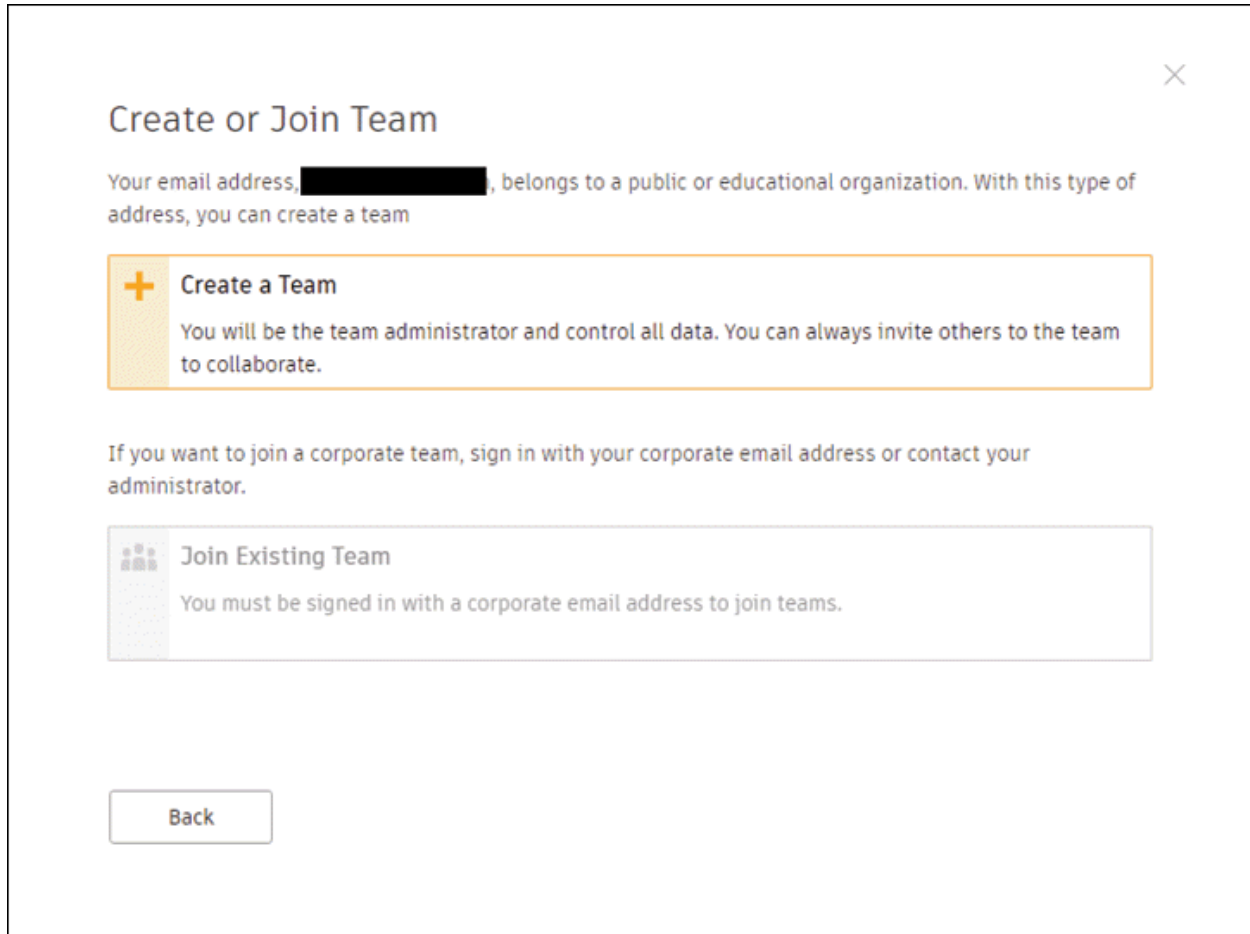 Create or Join Team
Your email address, , belongs to a public or educational organization. With this type of
address, you can create a team
Create a Team
You will be the team administrator and control all data. You can always invite others to the team
to collaborate.
If you want to join a corporate team, sign in with your corporate email address or contact your
administrator.
Join Existing Team
You must be signed in with a corporate email address to join teams.
Back